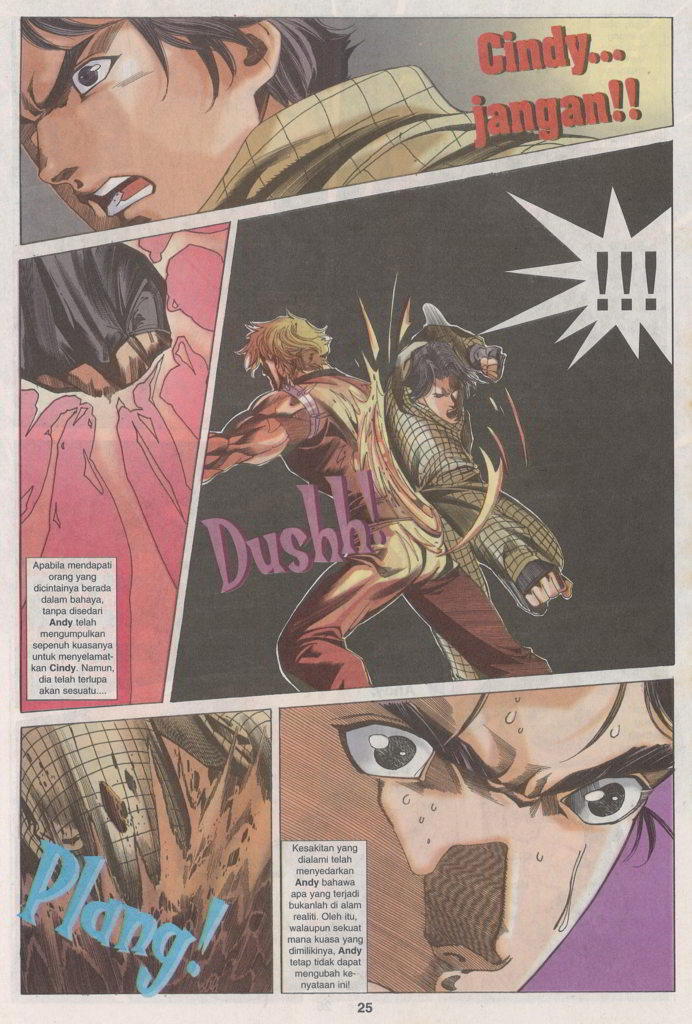 Cindy...
jangan!!
!!!
Dushh!
Apabila mendapati
orang yang
dicintainya berada
dalam bahaya,
tanpa disedari
Andy telah
mengumpulkan
sepenuh kuasanya
untuk menyelamat-
kan Cindy. Namun,
dia telah terlupa
akan sesuatu....
Plang!
Kesakitan yang
dialami telah
menyedarkan
Andy bahawa
apa yang terjadi
bukanlah di alam
realiti. Oleh itu,
walaupun sekuat
mana kuasa yang
dimilikinya, Andy
tetap tidak dapat
mengubah ke-
nyataan ini!
25